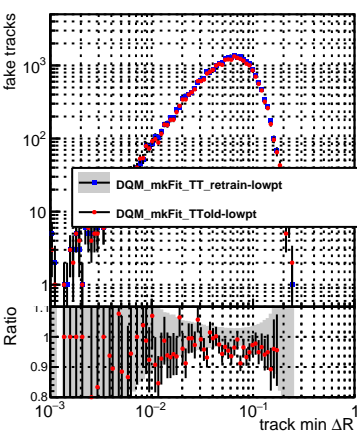 fake tracks
10³
10²
10
1
DQM_mkFit_TT_retrain-lowpt
DQM_mkFit_TTold-lowpt
Ratio
1.1
1
0.9
0.8
10⁻³ 10⁻² 10⁻¹ 1
track min ΔR